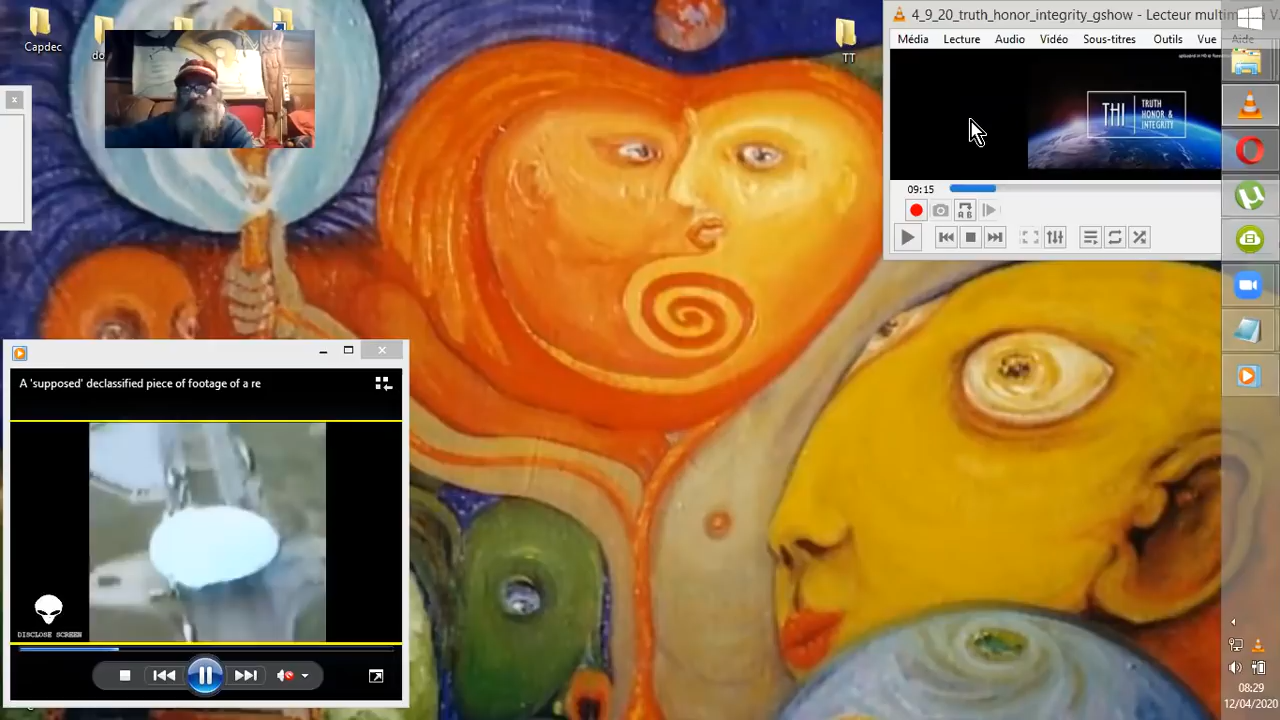 Capdec
do
TT
4_9_20_truth_honor_integrity_gshow - Lecteur multim
Média Lecture Audio Vidéo Sous-titres Outils Vue Aide
THI TRUTH
HONOR &
INTEGRITY
09:15
A B
A 'supposed' declassified piece of footage of a re
DISCLOSE SCREEN
08:29
12/04/2020